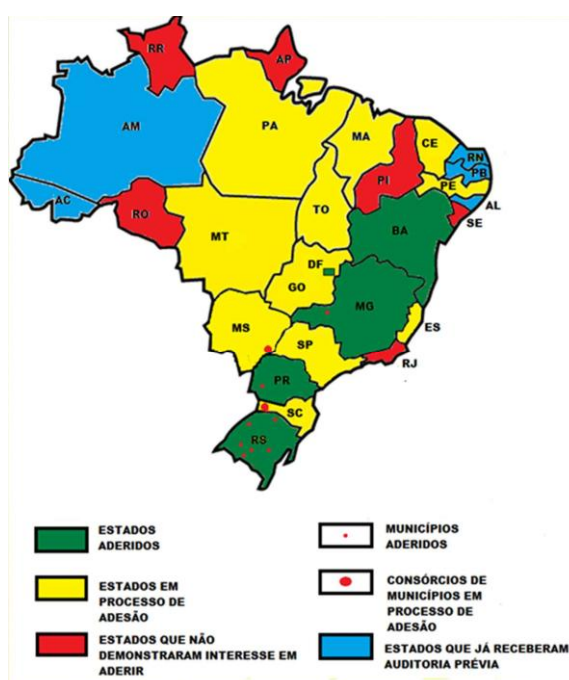 RR
AP
AM
PA
MA
CE
RN
PB
PE
PI
AC
AL
RO
TO
SE
BA
MT
DF
GO
MG
MS
ES
SP
RJ
PR
SC
RS
ESTADOS
ADERIDOS
ESTADOS EM
PROCESSO DE
ADESÃO
ESTADOS QUE NÃO
DEMONSTRARAM INTERESSE EM
ADERIR
MUNICÍPIOS
ADERIDOS
CONSÓRCIOS DE
MUNICÍPIOS EM
PROCESSO DE
ADESÃO
ESTADOS QUE JÁ RECEBERAM
AUDITORIA PRÉVIA